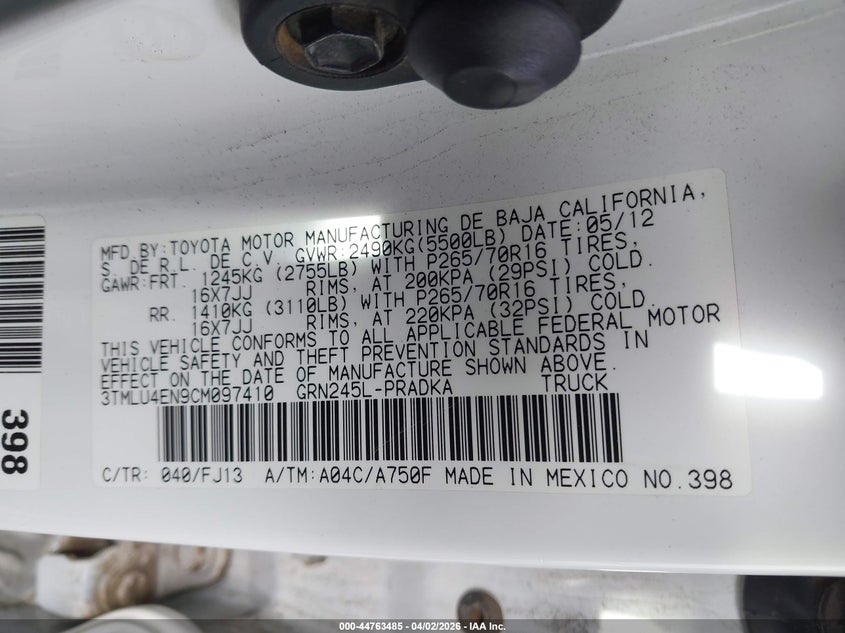 MFD BY:TOYOTA MOTOR MANUFACTURING DE BAJA CALIFORNIA,
S. DE R.L. DE C.V. GVWR:2490KG(5500LB) DATE:05/12
GAWR:FRT. 1245KG (2755LB) WITH P265/70R16 TIRES,
16X7JJ RIMS, AT 200KPA (29PSI) COLD.
RR. 1410KG (3110LB) WITH P265/70R16 TIRES,
16X7JJ RIMS, AT 220KPA (32PSI) COLD.
THIS VEHICLE CONFORMS TO ALL APPLICABLE FEDERAL MOTOR
VEHICLE SAFETY AND THEFT PREVENTION STANDARDS IN
EFFECT ON THE DATE OF MANUFACTURE SHOWN ABOVE.
3TMLU4EN9CM097410 GRN245L-PRADKA TRUCK
C/TR: 040/FJ13 A/TM:A04C/A750F MADE IN MEXICO NO.398
398
000-44763485 - 04/02/2026 - IAA Inc.